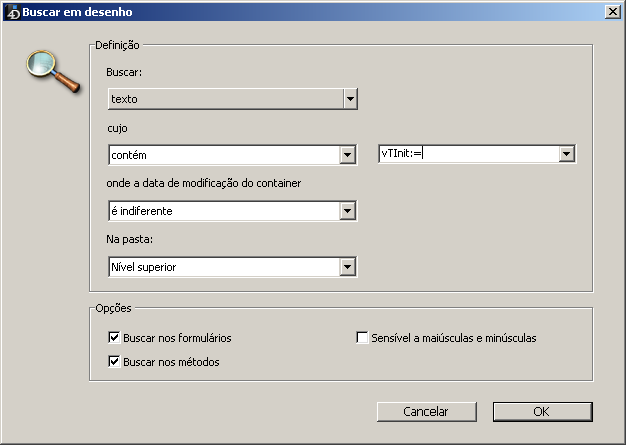 4D Buscar em desenho
Definição
Buscar:
texto
cujo
contém
vTInit:=
onde a data de modificação do container
é indiferente
Na pasta:
Nível superior
Opções
Buscar nos formulários
Sensível a maiúsculas e minúsculas
Buscar nos métodos
Cancelar
OK